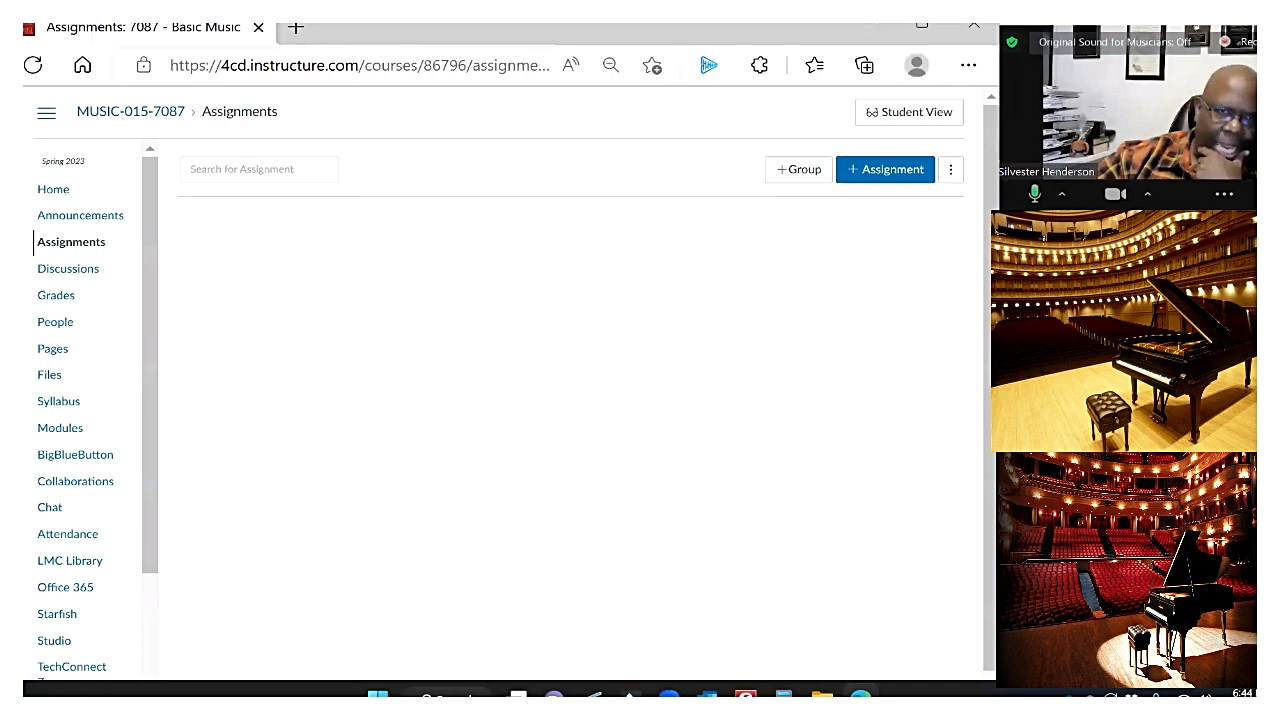 Assignments: 7087 - Basic Music
https://4cd.instructure.com/courses/86796/assignme...
MUSIC-015-7087 › Assignments
Student View
Spring 2023
Search for Assignment
+Group
+ Assignment
Home
Announcements
Assignments
Discussions
Grades
People
Pages
Files
Syllabus
Modules
BigBlueButton
Collaborations
Chat
Attendance
LMC Library
Office 365
Starfish
Studio
TechConnect
Original Sound for Musicians: Off
Rec
Silvester Henderson
6:44